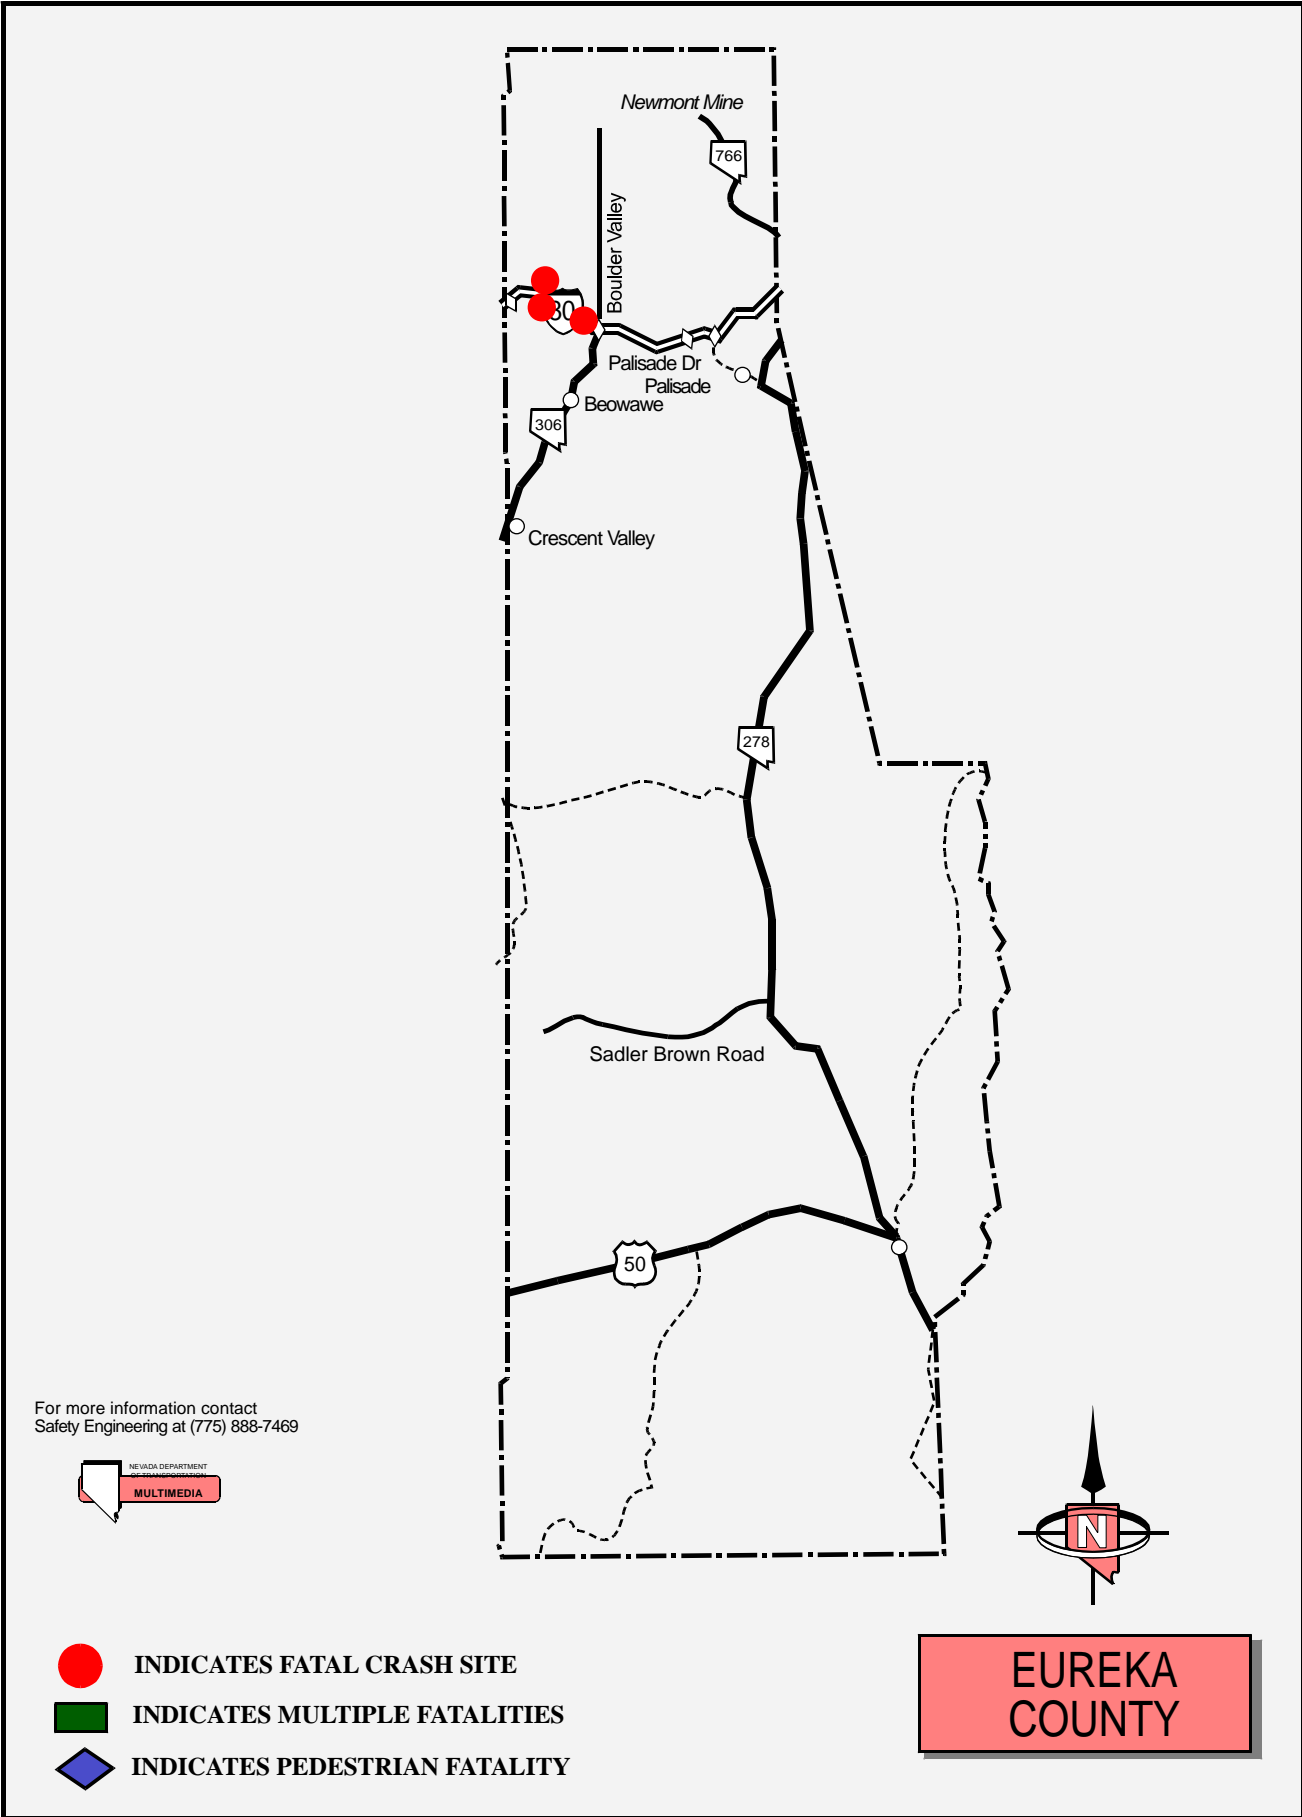 Newmont Mine
766
Boulder Valley
80
Palisade Dr
Palisade
Beowawe
306
Crescent Valley
278
Sadler Brown Road
50
For more information contact
Safety Engineering at (775) 888-7469
NEVADA DEPARTMENT
OF TRANSPORTATION
MULTIMEDIA
N
INDICATES FATAL CRASH SITE
INDICATES MULTIPLE FATALITIES
INDICATES PEDESTRIAN FATALITY
EUREKA
COUNTY